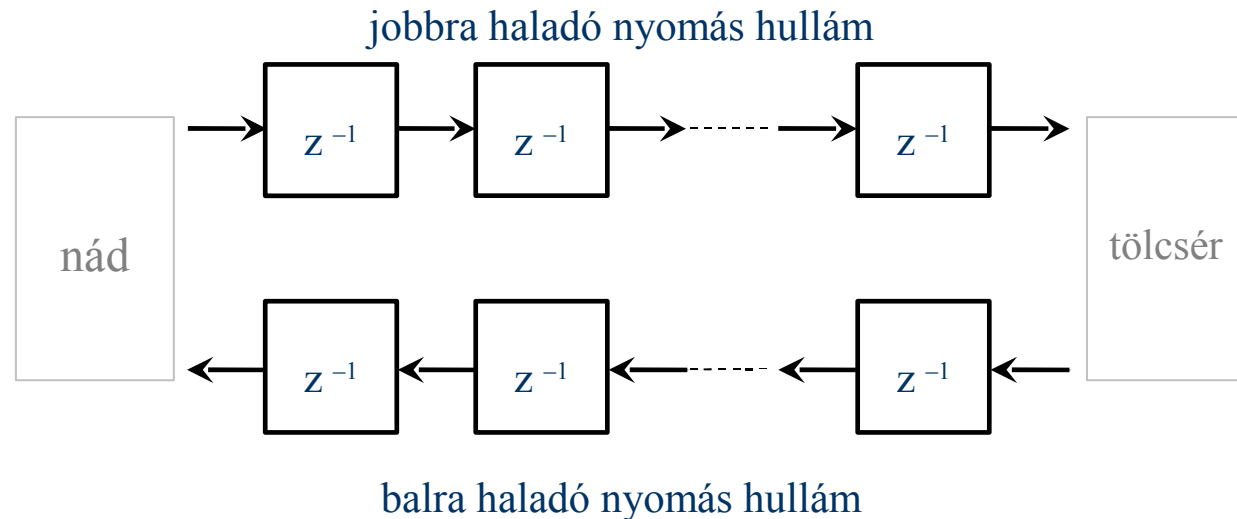 jobbra haladó nyomás hullám
z⁻¹ z⁻¹ z⁻¹
nád tölcsér
z⁻¹ z⁻¹ z⁻¹
balra haladó nyomás hullám